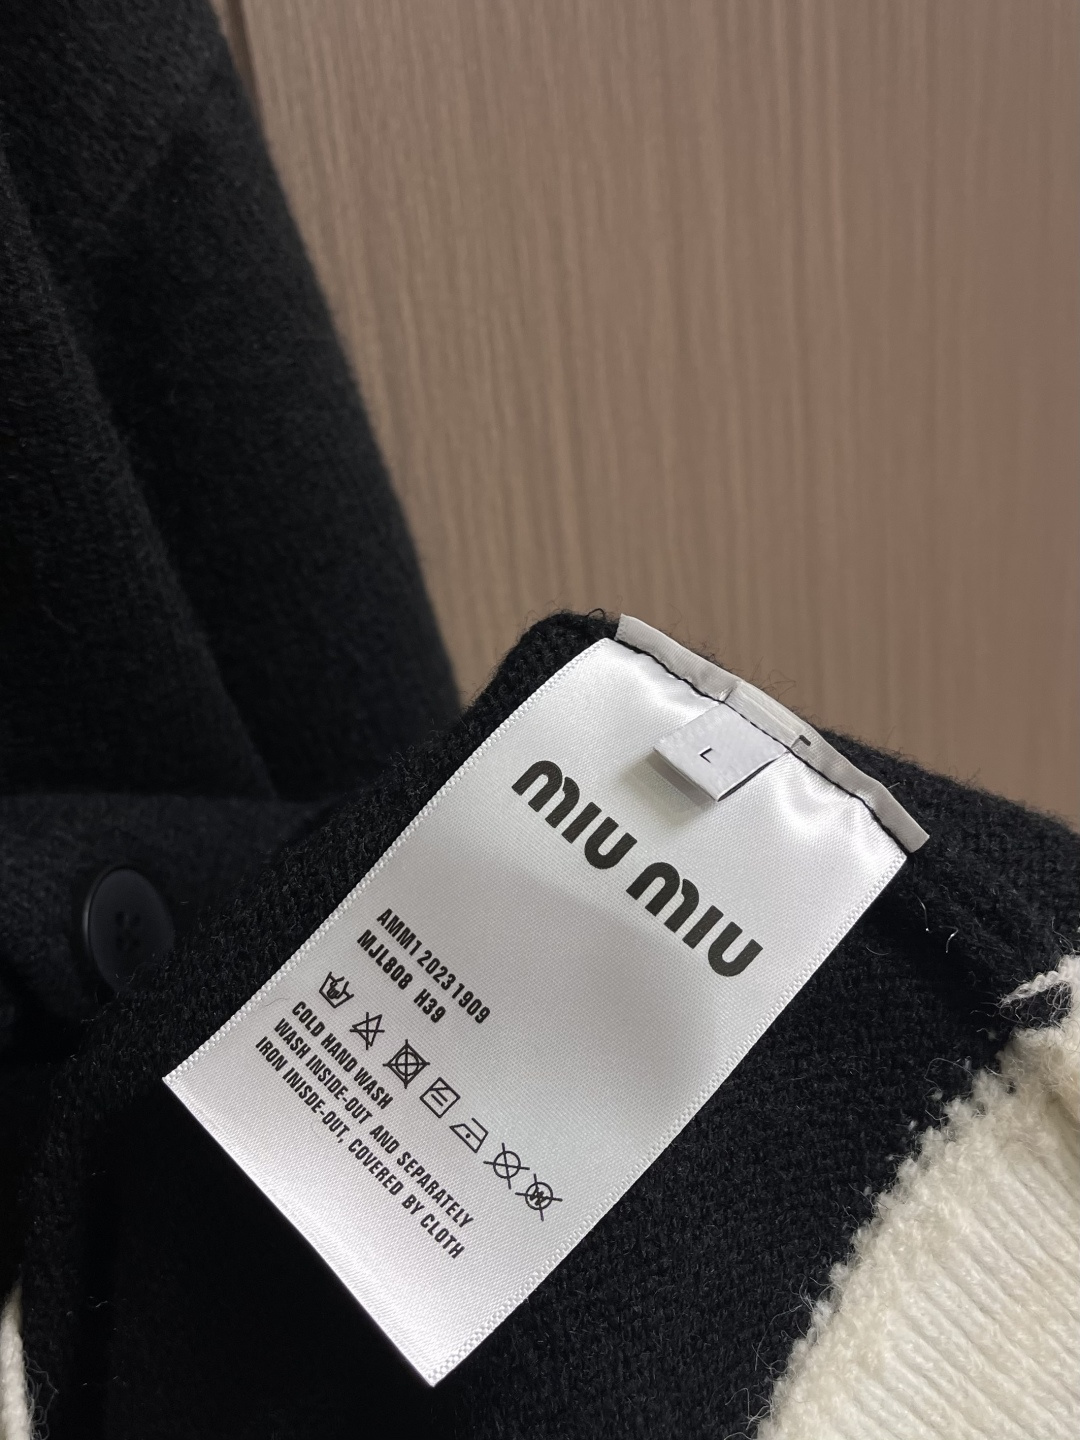 L
MIU MIU
AMM1 20231909
MJL808 H39
COLD HAND WASH
WASH INSIDE-OUT AND SEPARATELY
IRON INISDE-OUT, COVERED BY CLOTH